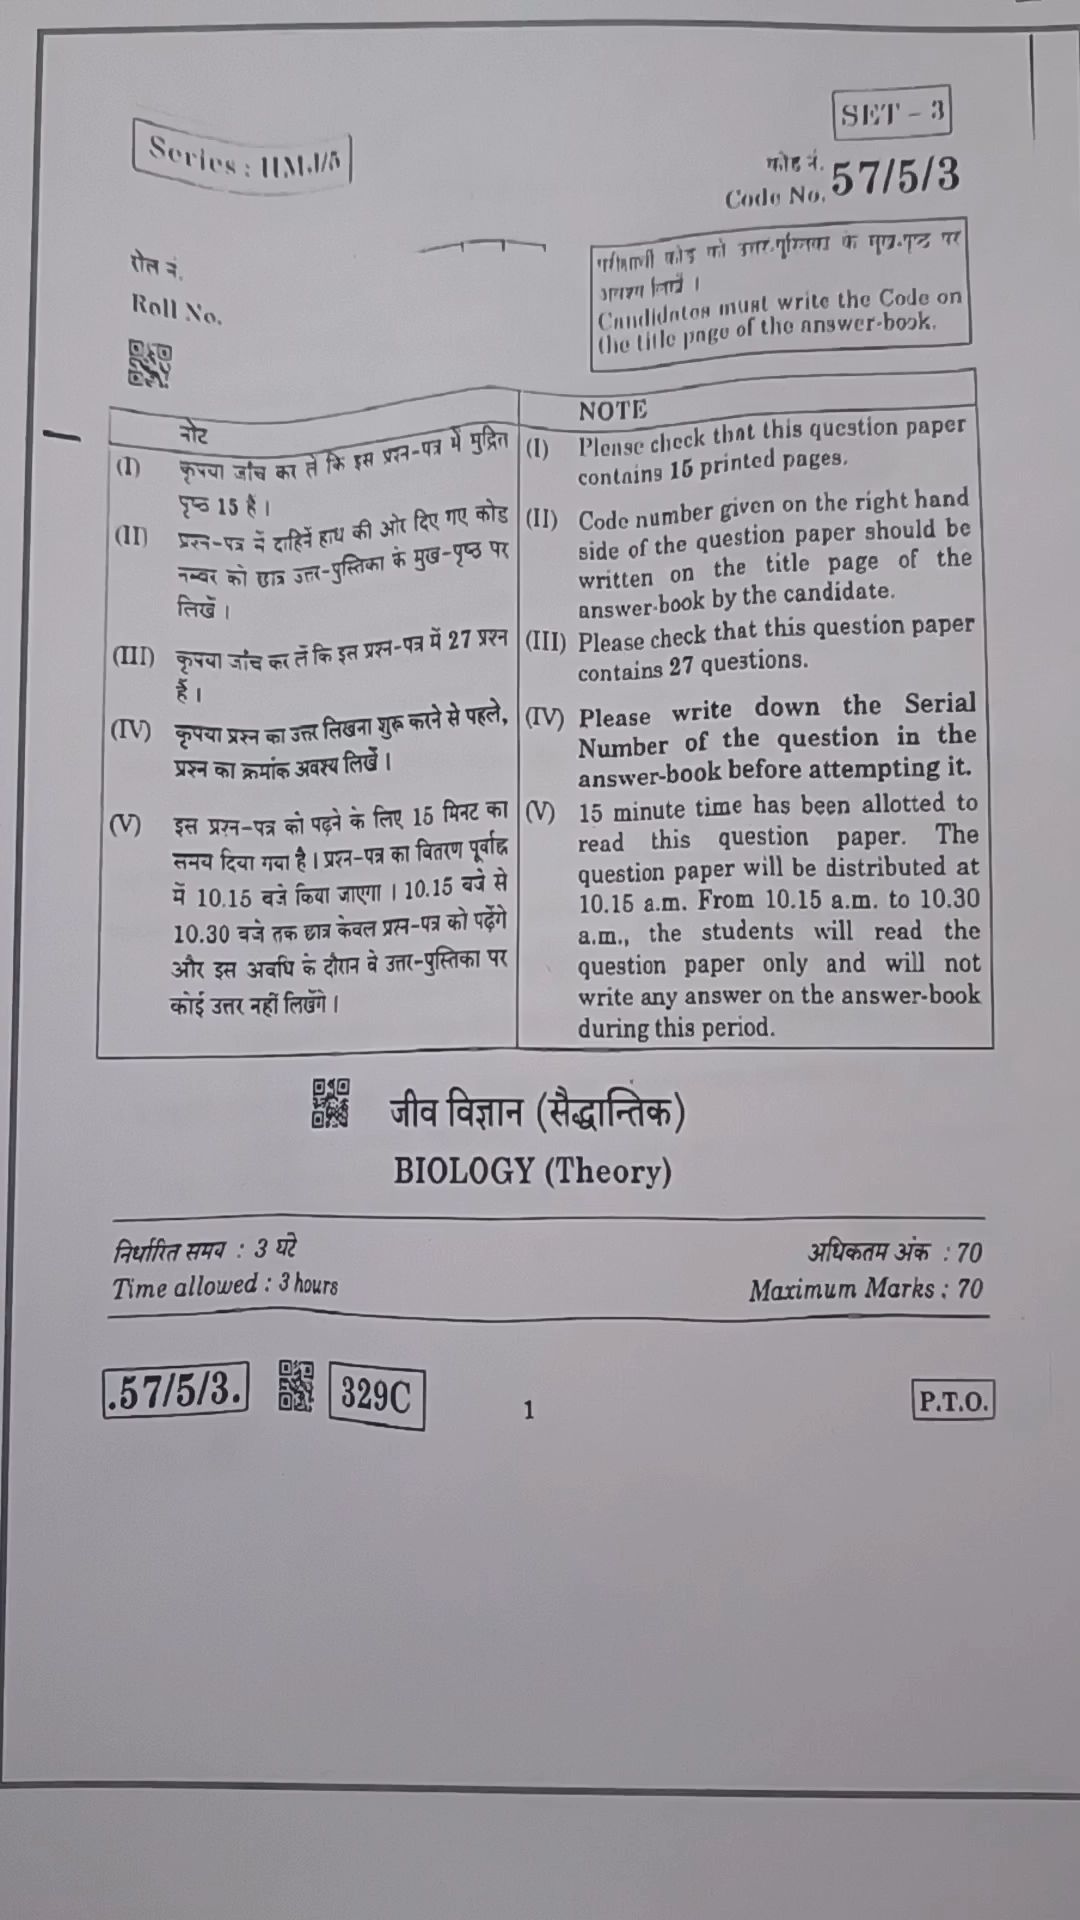 SET – 3
Series : HMJ/5
कोड नं.
Code No. 57/5/3
रोल नं.
Roll No.
परीक्षार्थी कोड को उत्तर-पुस्तिका के मुख-पृष्ठ पर
अवश्य लिखें ।
Candidates must write the Code on
the title page of the answer-book.
नोट
(I) कृपया जाँच कर लें कि इस प्रश्न-पत्र में मुद्रित
पृष्ठ 15 हैं ।
(II) प्रश्न-पत्र में दाहिने हाथ की ओर दिए गए कोड
नम्बर को छात्र उत्तर-पुस्तिका के मुख-पृष्ठ पर
लिखें ।
(III) कृपया जाँच कर लें कि इस प्रश्न-पत्र में 27 प्रश्न
हैं ।
(IV) कृपया प्रश्न का उत्तर लिखना शुरू करने से पहले,
प्रश्न का क्रमांक अवश्य लिखें ।
(V) इस प्रश्न-पत्र को पढ़ने के लिए 15 मिनट का
समय दिया गया है । प्रश्न-पत्र का वितरण पूर्वाह्न
में 10.15 बजे किया जाएगा । 10.15 बजे से
10.30 बजे तक छात्र केवल प्रश्न-पत्र को पढ़ेंगे
और इस अवधि के दौरान वे उत्तर-पुस्तिका पर
कोई उत्तर नहीं लिखेंगे ।
NOTE
(I) Please check that this question paper
contains 15 printed pages.
(II) Code number given on the right hand
side of the question paper should be
written on the title page of the
answer-book by the candidate.
(III) Please check that this question paper
contains 27 questions.
(IV) Please write down the Serial
Number of the question in the
answer-book before attempting it.
(V) 15 minute time has been allotted to
read this question paper. The
question paper will be distributed at
10.15 a.m. From 10.15 a.m. to 10.30
a.m., the students will read the
question paper only and will not
write any answer on the answer-book
during this period.
जीव विज्ञान (सैद्धान्तिक)
BIOLOGY (Theory)
निर्धारित समय : 3 घंटे
अधिकतम अंक : 70
Time allowed : 3 hours
Maximum Marks : 70
.57/5/3.
329C
1
P.T.O.